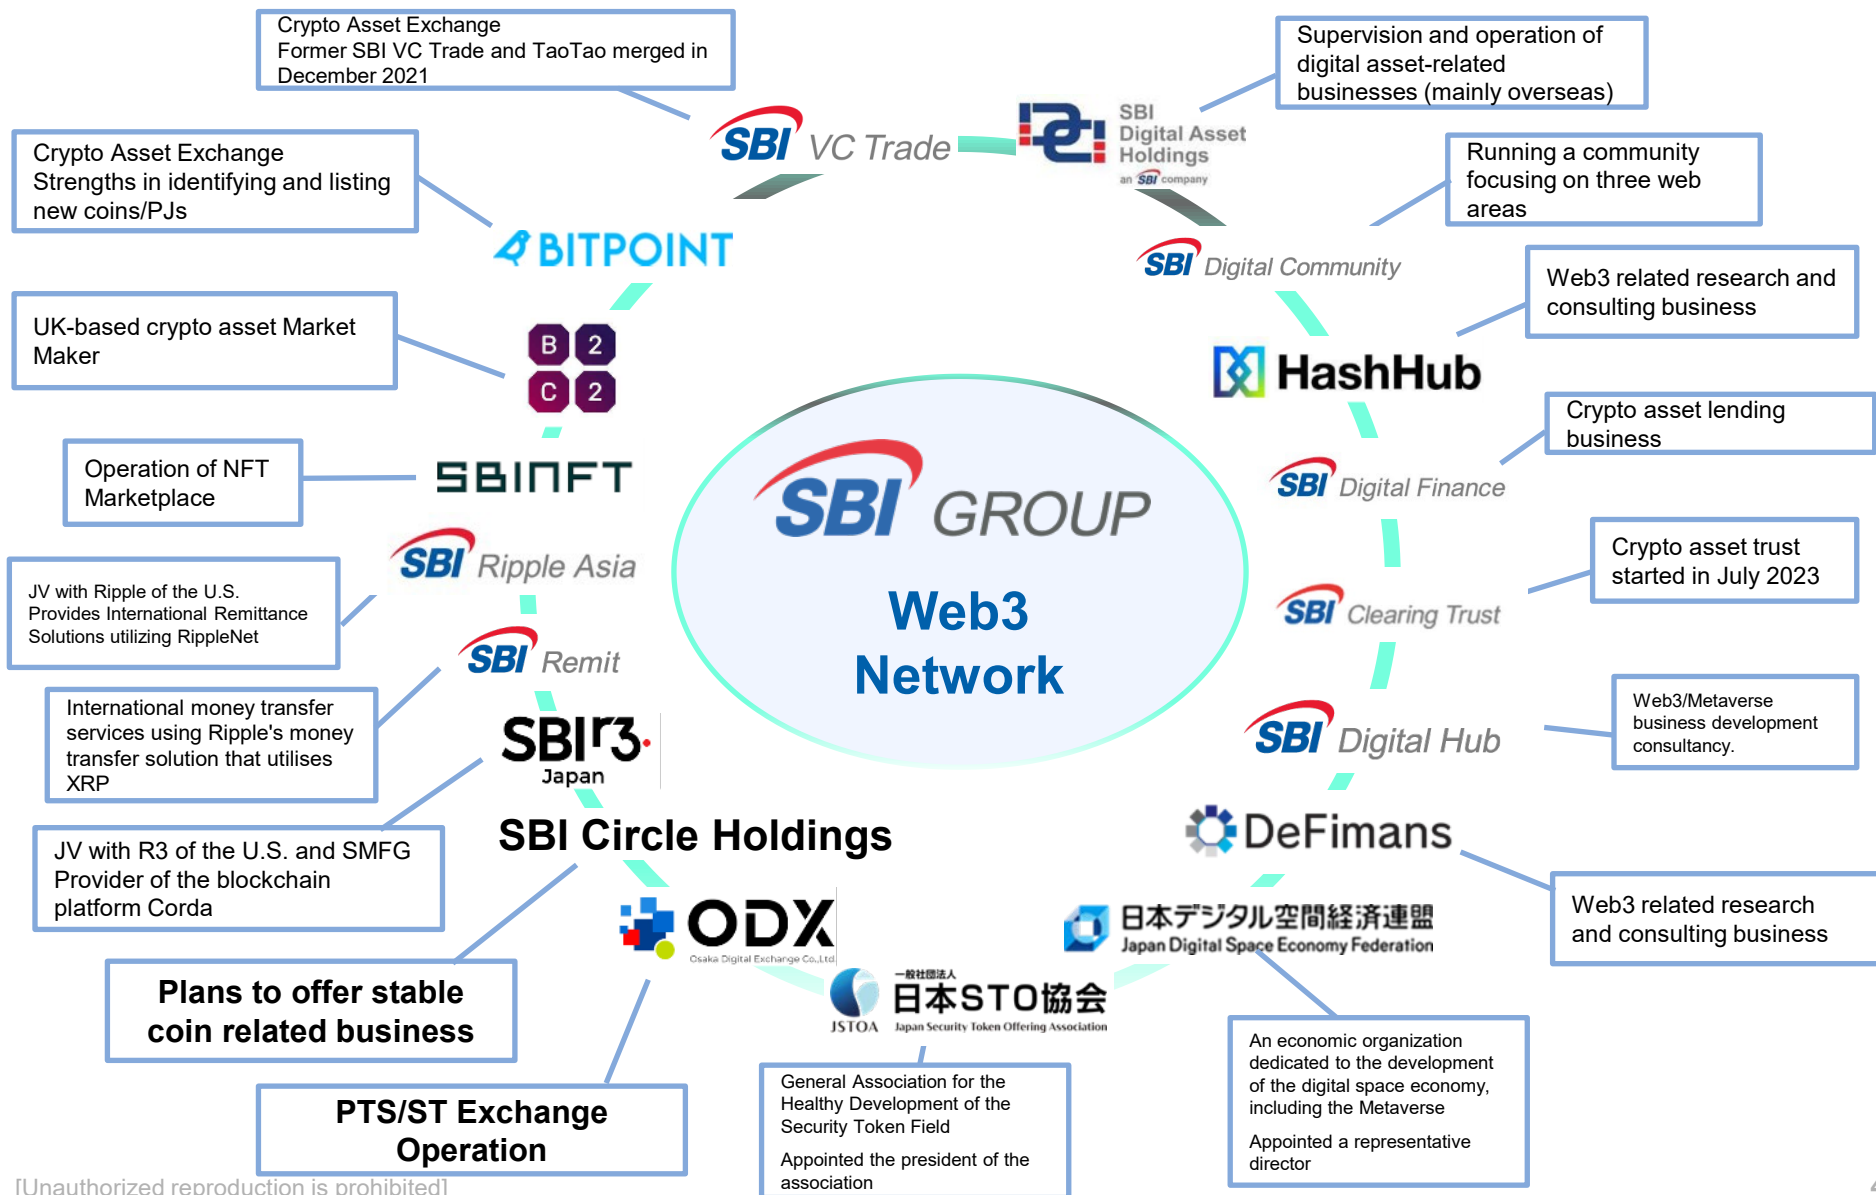 Crypto Asset Exchange
Former SBI VC Trade and TaoTao merged in
December 2021
SBI VC Trade
SBI
Digital Asset
Holdings
an SBI company
Supervision and operation of
digital asset-related
businesses (mainly overseas)
Crypto Asset Exchange
Strengths in identifying and listing
new coins/PJs
BITPOINT
Running a community
focusing on three web
areas
SBI Digital Community
UK-based crypto asset Market
Maker
B 2
C 2
Web3 related research and
consulting business
HashHub
Operation of NFT
Marketplace
SBINFT
Crypto asset lending
business
SBI Digital Finance
SBI GROUP
Web3
Network
JV with Ripple of the U.S.
Provides International Remittance
Solutions utilizing RippleNet
SBI Ripple Asia
Crypto asset trust
started in July 2023
SBI Clearing Trust
International money transfer
services using Ripple's money
transfer solution that utilises
XRP
SBI Remit
Web3/Metaverse
business development
consultancy.
SBI Digital Hub
JV with R3 of the U.S. and SMFG
Provider of the blockchain
platform Corda
SBI r3.
Japan
SBI Circle Holdings
DeFimans
Web3 related research
and consulting business
Plans to offer stable
coin related business
ODX
Osaka Digital Exchange Co.,Ltd.
日本デジタル空間経済連盟
Japan Digital Space Economy Federation
一般社団法人
日本STO協会
JSTOA Japan Security Token Offering Association
PTS/ST Exchange
Operation
General Association for the
Healthy Development of the
Security Token Field
Appointed the president of the
association
An economic organization
dedicated to the development
of the digital space economy,
including the Metaverse
Appointed a representative
director
[Unauthorized reproduction is prohibited]